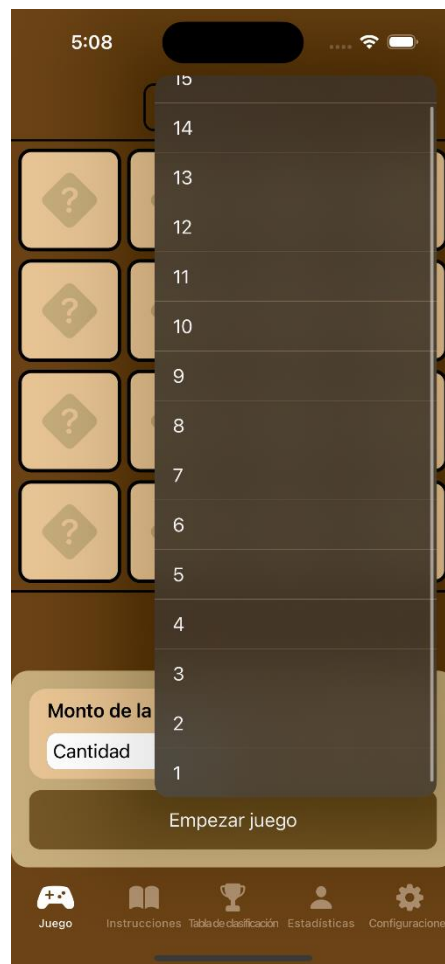 5:08
15
14
13
12
11
10
9
8
7
6
5
4
3
2
1
Monto de la
Cantidad
Empezar juego
Juego
Instrucciones
Tabla de clasificación
Estadísticas
Configuracione